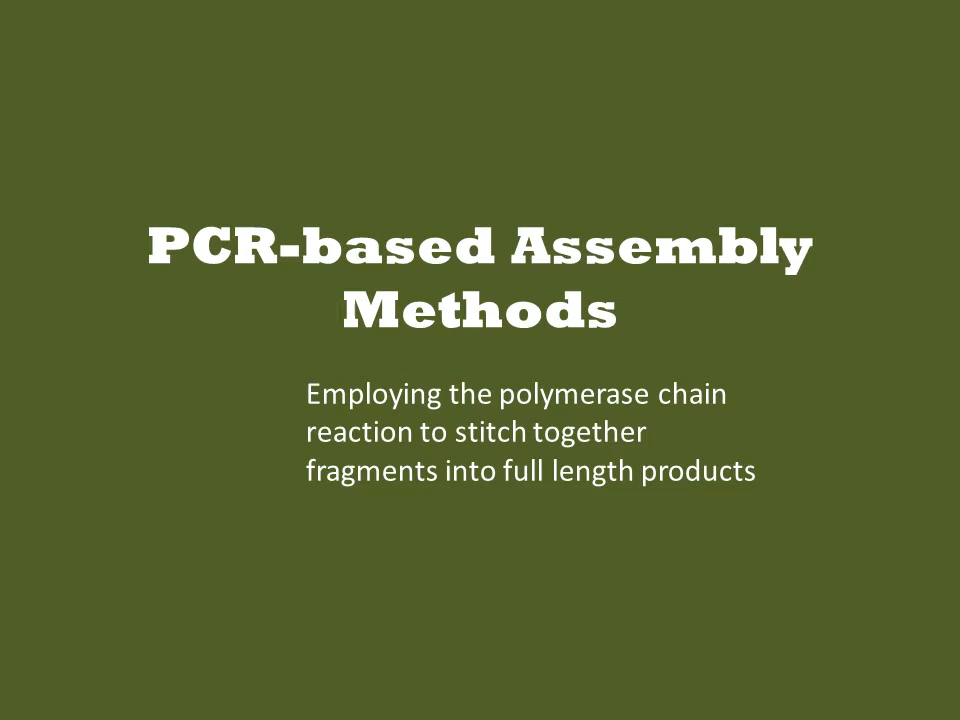 PCR-based Assembly
Methods
Employing the polymerase chain
reaction to stitch together
fragments into full length products